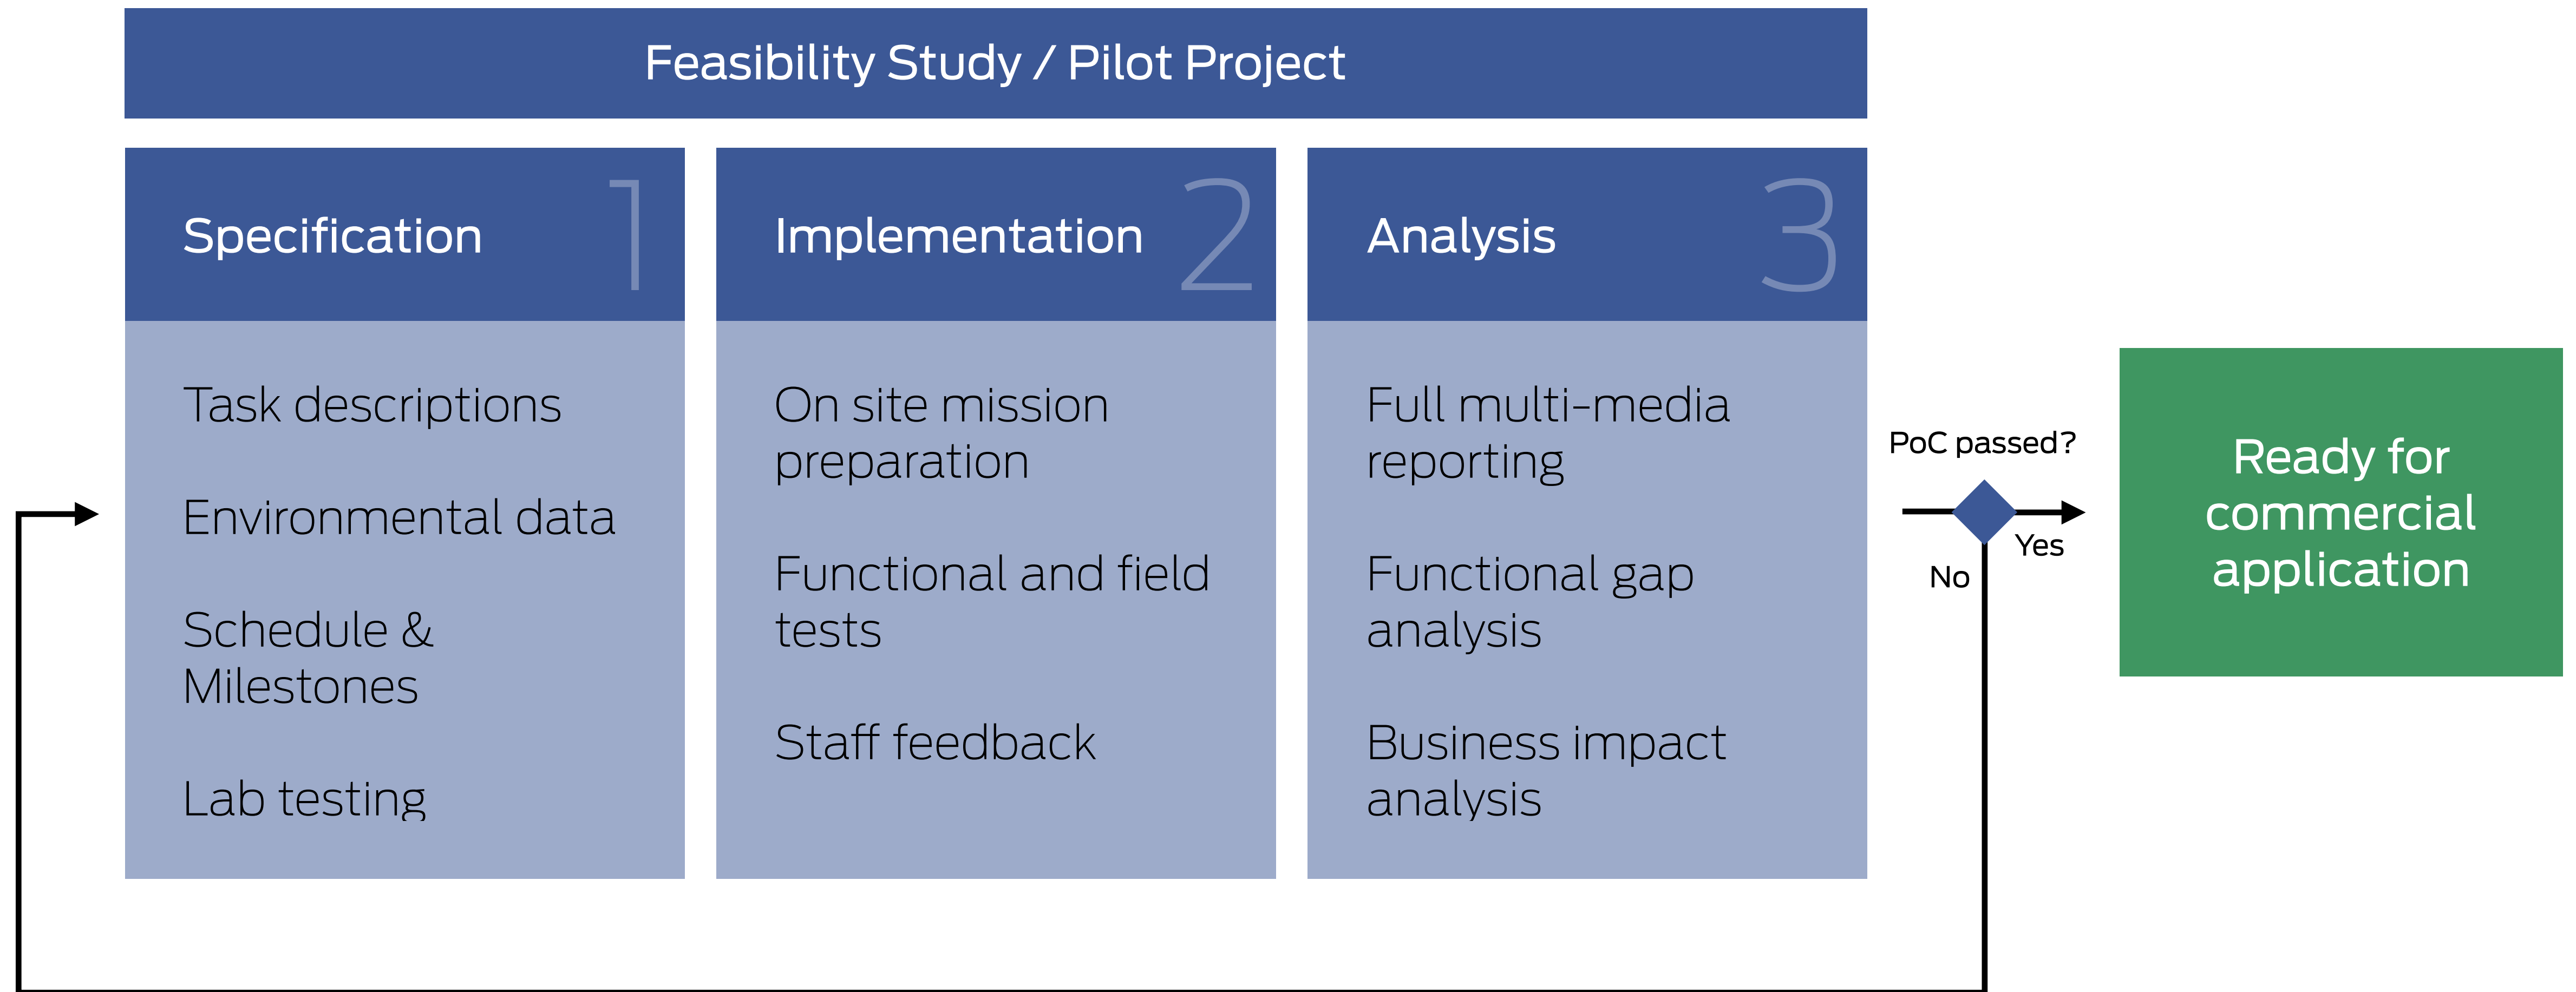 Feasibility Study / Pilot Project
Specification
1
Task descriptions
Environmental data
Schedule &
Milestones
Lab testing
Implementation
2
On site mission
preparation
Functional and field
tests
Staff feedback
Analysis
3
Full multi-media
reporting
Functional gap
analysis
Business impact
analysis
PoC passed?
Yes
No
Ready for
commercial
application